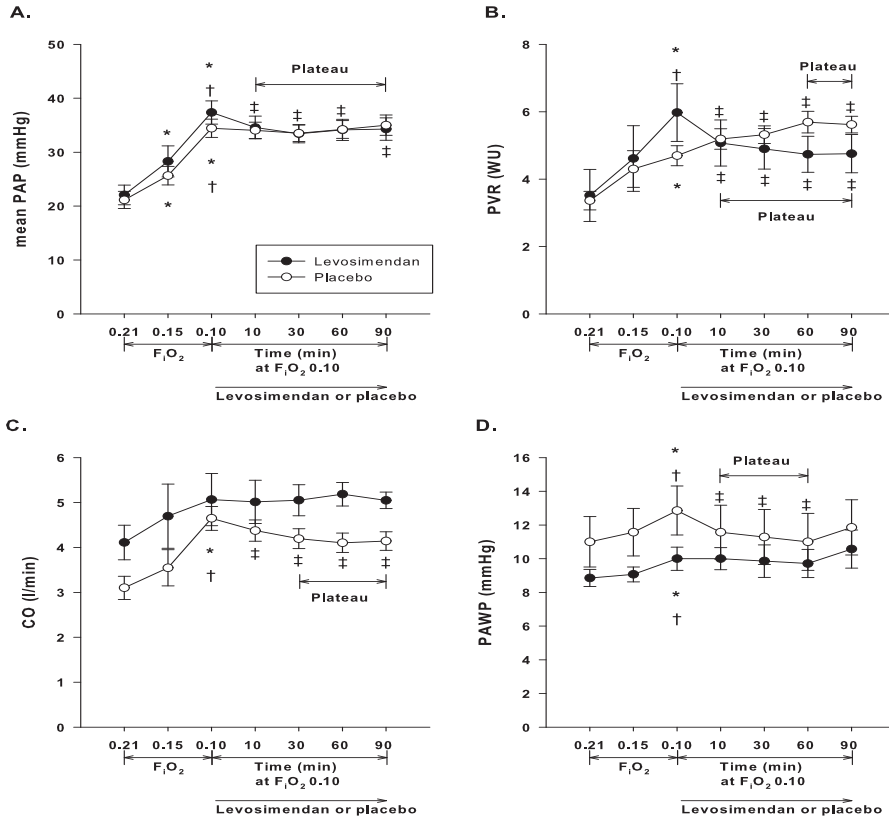 A.
mean PAP (mmHg)
50
40
30
20
10
0
*
*
*
†
‡
‡
‡
Plateau
*
*
†
‡
Levosimendan
Placebo
0.21 0.15 0.10 10 30 60 90
FiO₂
Time (min)
at FiO₂ 0.10
Levosimendan or placebo
B.
PVR (WU)
8
6
4
2
0
*
†
Plateau
‡
‡
‡
‡
*
‡
‡
‡
‡
Plateau
0.21 0.15 0.10 10 30 60 90
FiO₂
Time (min)
at FiO₂ 0.10
Levosimendan or placebo
C.
CO (l/min)
6
5
4
3
2
1
0
*
†
‡
‡
‡
‡
Plateau
0.21 0.15 0.10 10 30 60 90
FiO₂
Time (min)
at FiO₂ 0.10
Levosimendan or placebo
D.
PAWP (mmHg)
16
14
12
10
8
6
4
2
0
*
†
Plateau
‡
‡
‡
*
†
0.21 0.15 0.10 10 30 60 90
FiO₂
Time (min)
at FiO₂ 0.10
Levosimendan or placebo